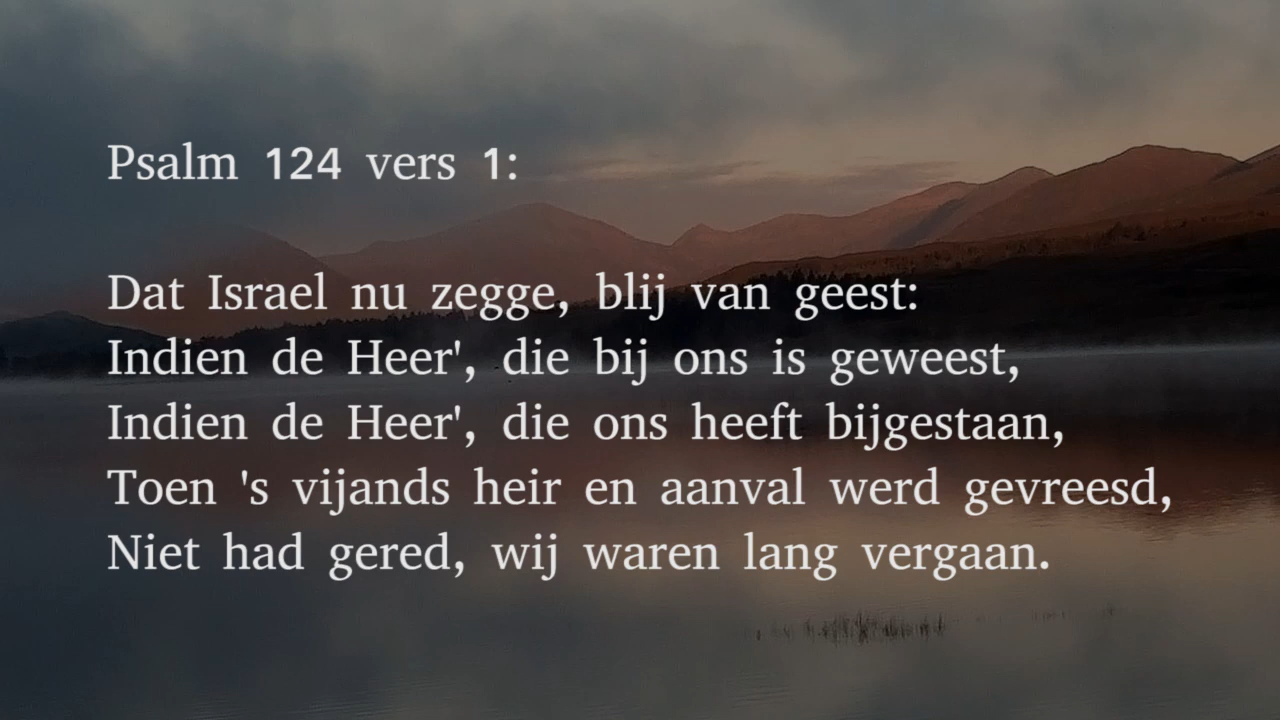 Psalm 124 vers 1:
Dat Israel nu zegge, blij van geest:
Indien de Heer', die bij ons is geweest,
Indien de Heer', die ons heeft bijgestaan,
Toen 's vijands heir en aanval werd gevreesd,
Niet had gered, wij waren lang vergaan.